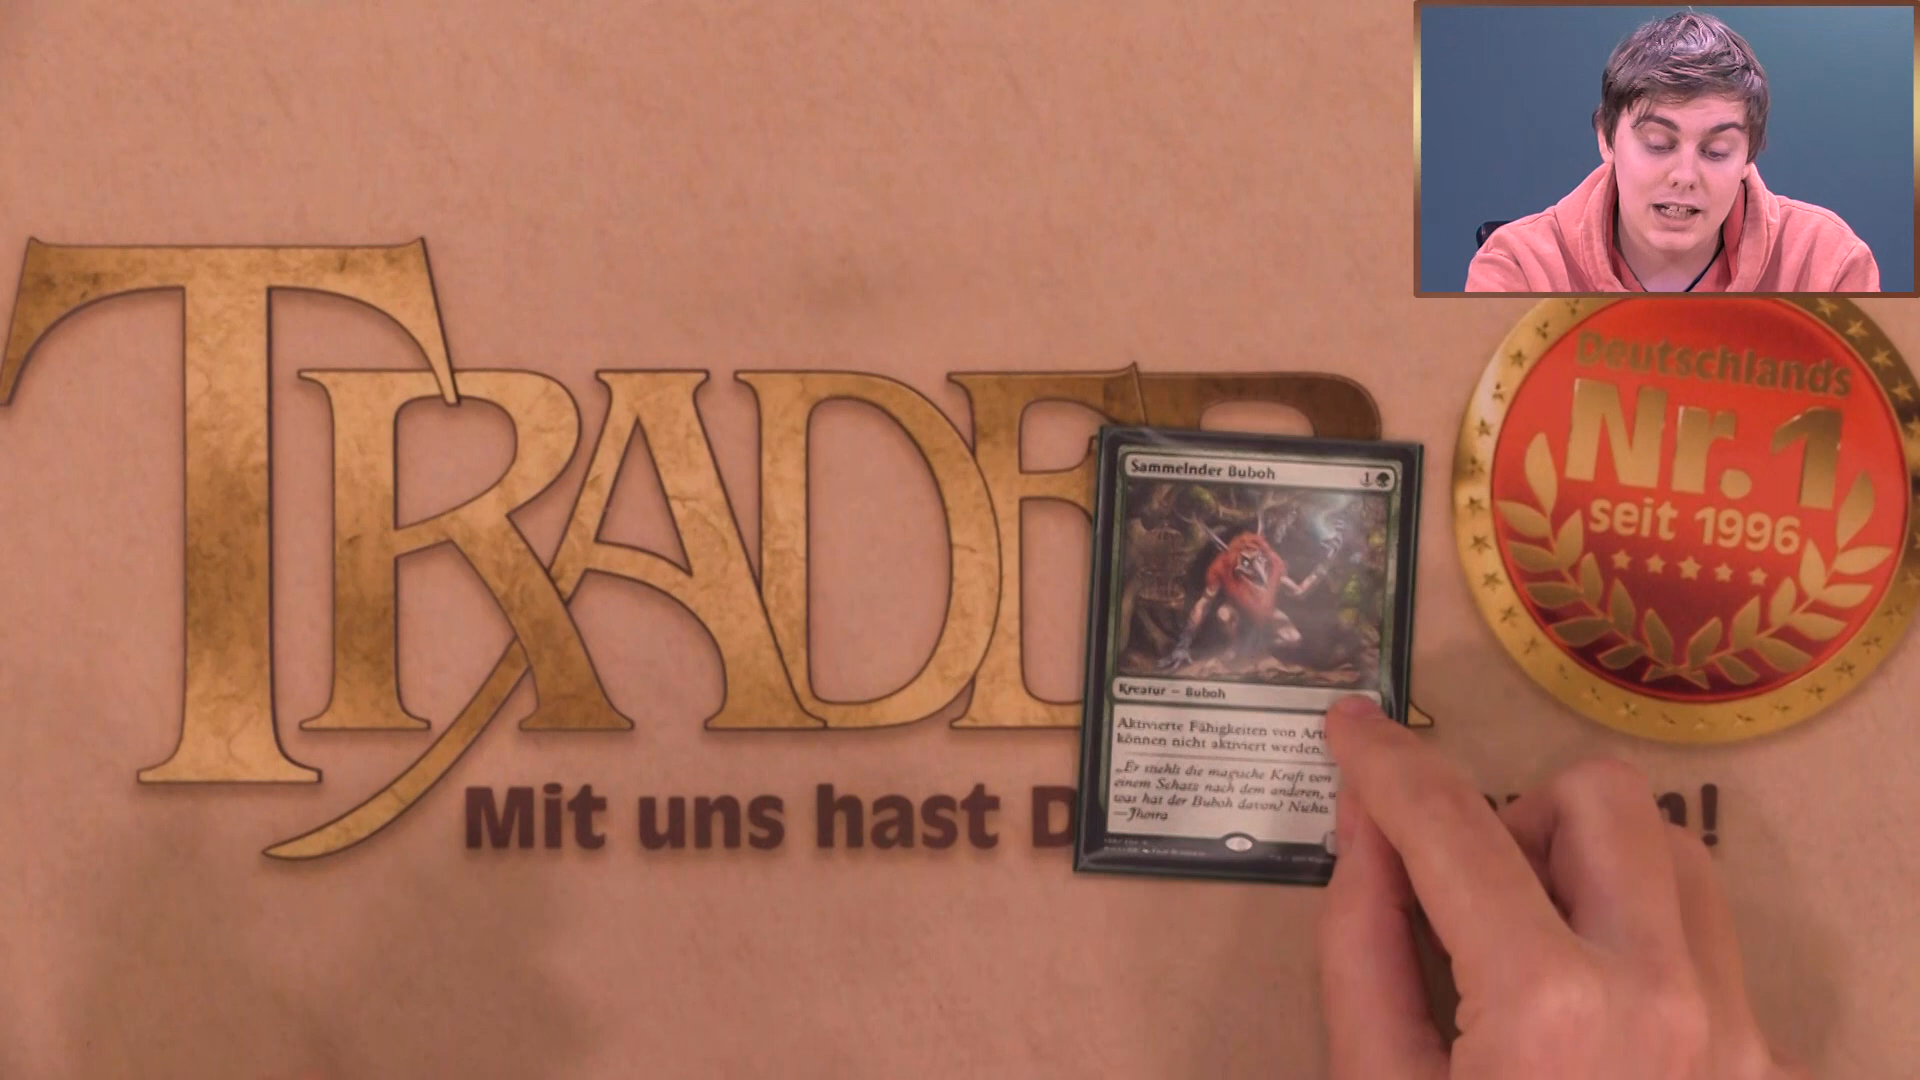 TRADER
Mit uns hast D
!
Deutschlands
Nr. 1
seit 1996
Sammelnder Buboh
1
Kreatur – Buboh
Aktivierte Fähigkeiten von
können nicht aktiviert werden.
„Er stiehlt die magische Kraft von
einem Schatz nach dem anderen,
was hat der Buboh davon? Nichts.
—Jhoira